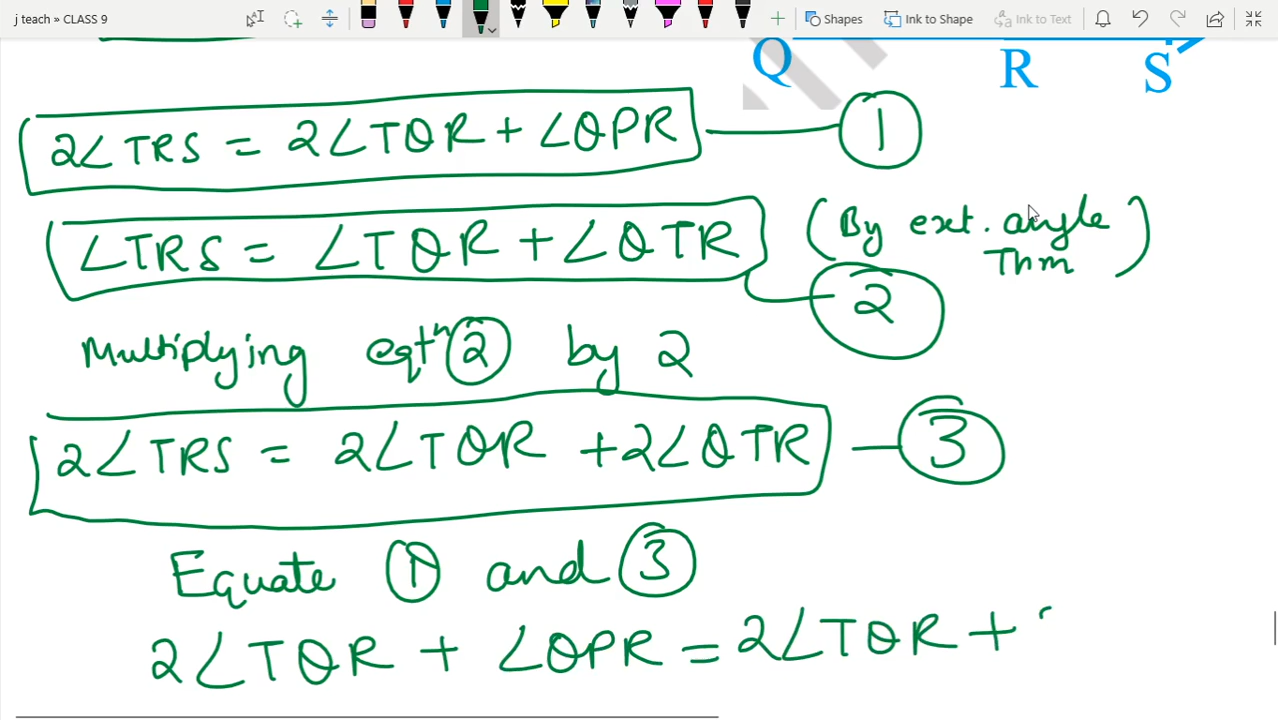 j teach » CLASS 9
Shapes
Ink to Shape
Ink to Text
Q
R
S
2∠TRS = 2∠TQR + ∠QPR
1
∠TRS = ∠TQR + ∠QTR
(By ext. angle
Thm)
2
Multiplying eqtⁿ 2 by 2
2∠TRS = 2∠TQR + 2∠QTR
3
Equate 1 and 3
2∠TQR + ∠QPR = 2∠TQR +